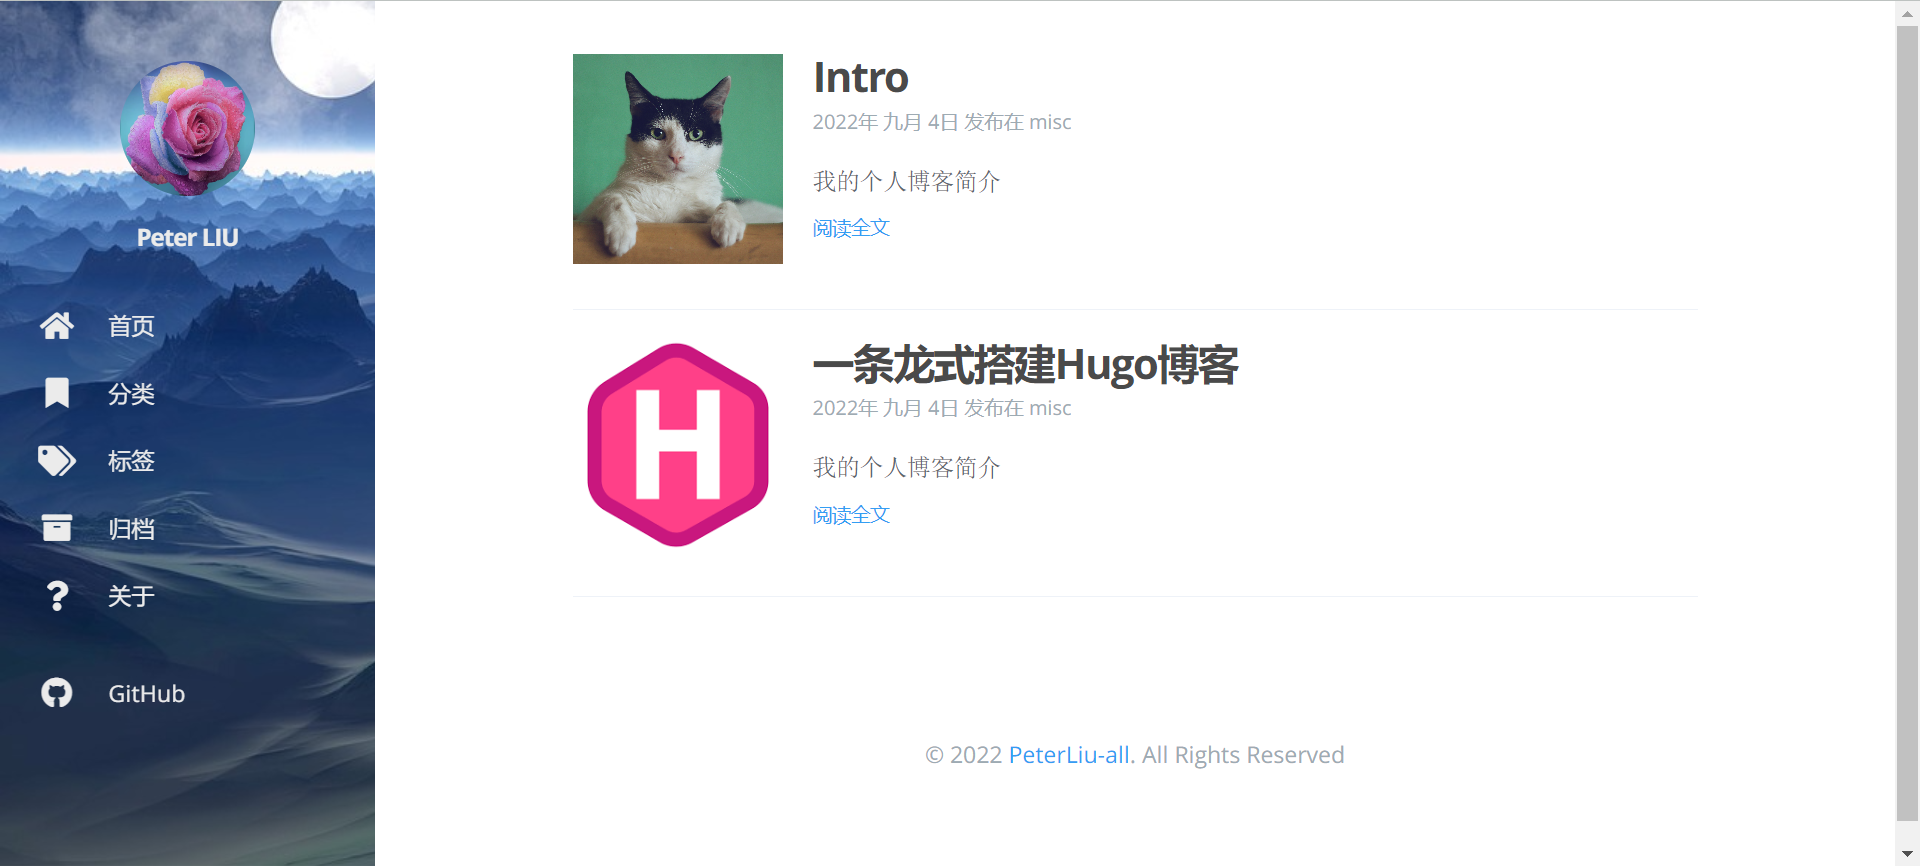 Peter LIU
首页
分类
标签
归档
关于
GitHub
Intro
2022年 九月 4日 发布在 misc
我的个人博客简介
阅读全文
H
一条龙式搭建Hugo博客
2022年 九月 4日 发布在 misc
我的个人博客简介
阅读全文
© 2022 PeterLiu-all. All Rights Reserved